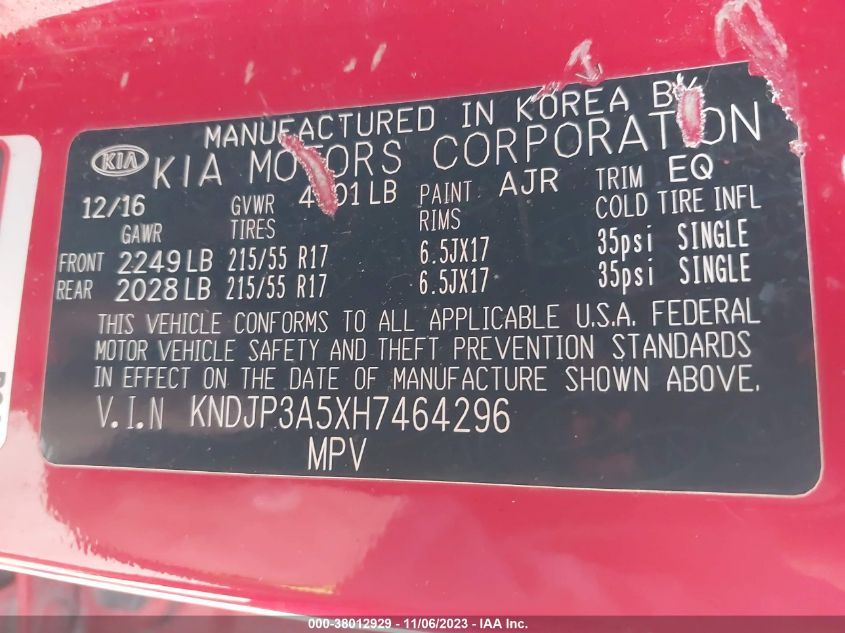 MANUFACTURED IN KOREA BY
KIA KIA MOTORS CORPORATION
12/16 GVWR LB PAINT AJR TRIM EQ
GAWR TIRES RIMS COLD TIRE INFL
FRONT 2249 LB 215/55 R17 6.5JX17 35psi SINGLE
REAR 2028 LB 215/55 R17 6.5JX17 35psi SINGLE
THIS VEHICLE CONFORMS TO ALL APPLICABLE U.S.A. FEDERAL
MOTOR VEHICLE SAFETY AND THEFT PREVENTION STANDARDS
IN EFFECT ON THE DATE OF MANUFACTURE SHOWN ABOVE.
V.I.N KNDJP3A5XH7464296
MPV
000-38012929 - 11/06/2023 - IAA Inc.